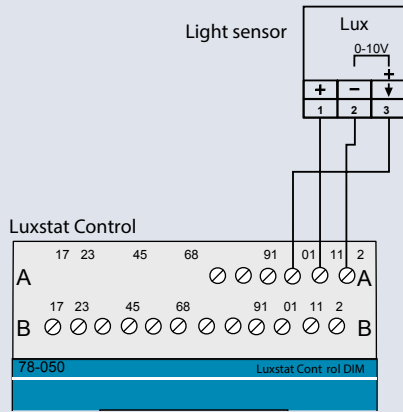 Light sensor
Lux
0-10V
+
+ −
1 2 3
Luxstat Control
17 23 45 68 91 01 11 2
A A
17 23 45 68 91 01 11 2
B B
78-050 Luxstat Cont rol DIM